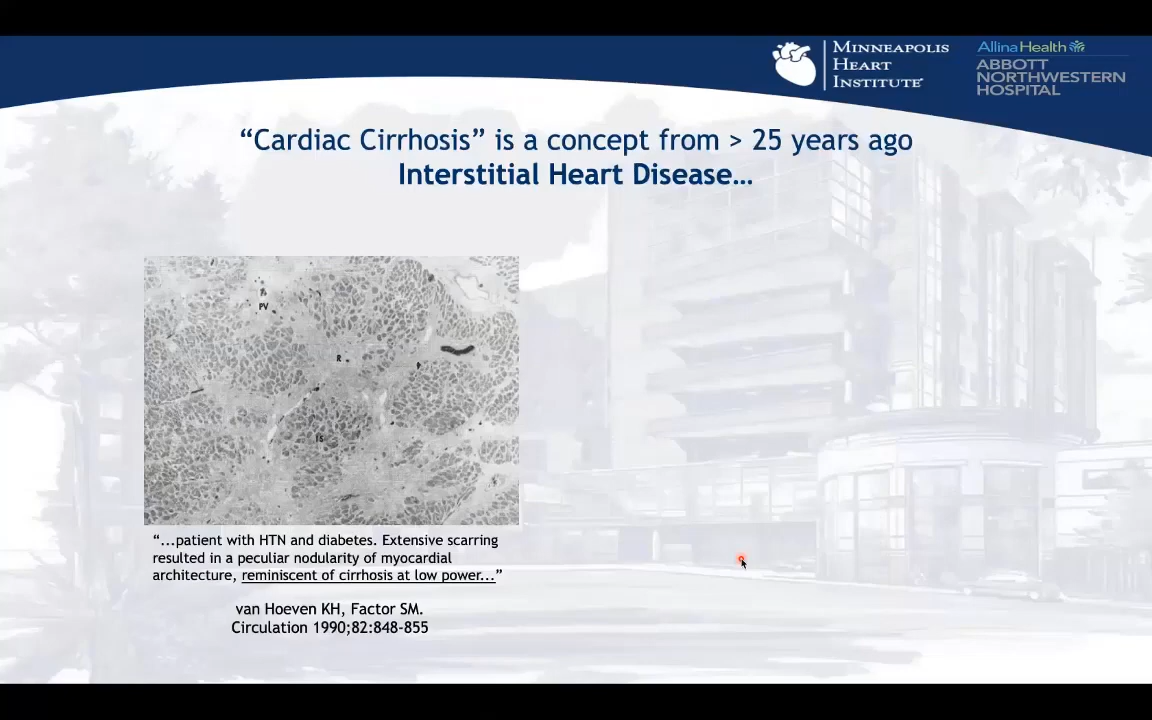 MINNEAPOLIS
HEART
INSTITUTE
AllinaHealth
ABBOTT
NORTHWESTERN
HOSPITAL
“Cardiac Cirrhosis” is a concept from > 25 years ago
Interstitial Heart Disease…
PV
R
IS
“...patient with HTN and diabetes. Extensive scarring
resulted in a peculiar nodularity of myocardial
architecture, reminiscent of cirrhosis at low power...”
van Hoeven KH, Factor SM.
Circulation 1990;82:848-855